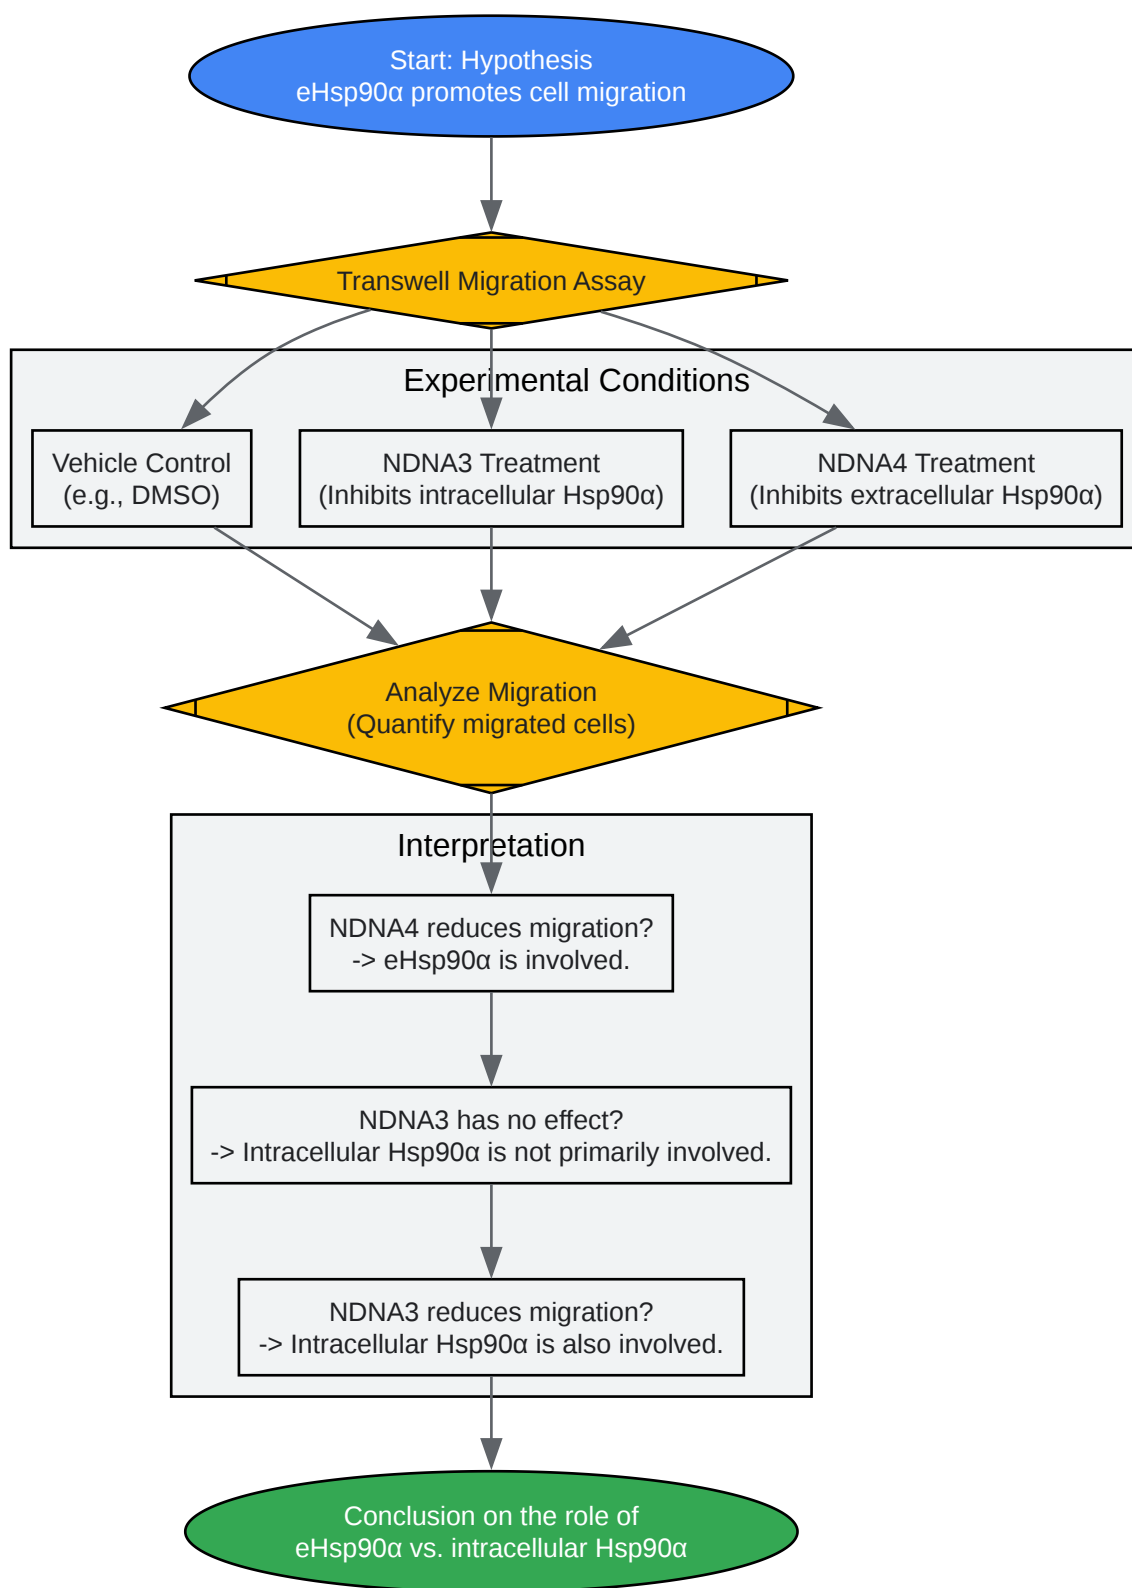 Start: Hypothesis
eHsp90α promotes cell migration
Transwell Migration Assay
Experimental Conditions
Vehicle Control
(e.g., DMSO)
NDNA3 Treatment
(Inhibits intracellular Hsp90α)
NDNA4 Treatment
(Inhibits extracellular Hsp90α)
Analyze Migration
(Quantify migrated cells)
Interpretation
NDNA4 reduces migration?
-> eHsp90α is involved.
NDNA3 has no effect?
-> Intracellular Hsp90α is not primarily involved.
NDNA3 reduces migration?
-> Intracellular Hsp90α is also involved.
Conclusion on the role of
eHsp90α vs. intracellular Hsp90α